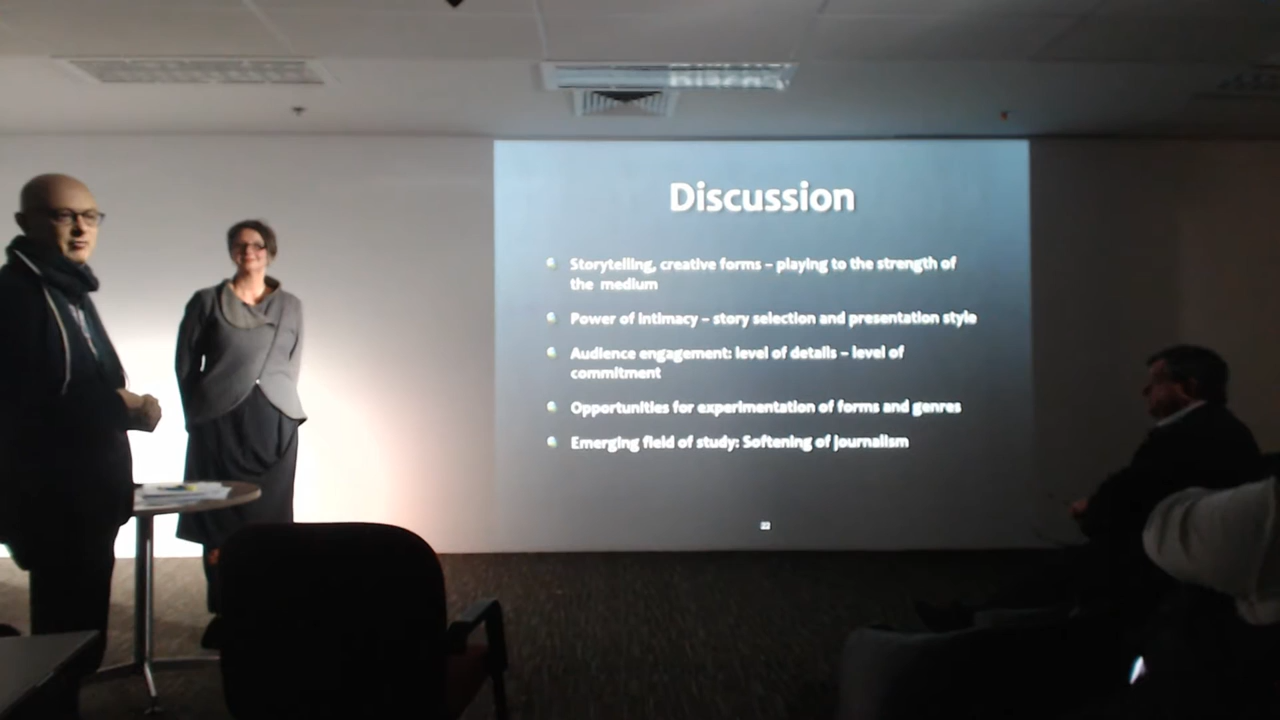 Discussion
Storytelling, creative forms – playing to the strength of
the medium
Power of intimacy – story selection and presentation style
Audience engagement: level of details – level of
commitment
Opportunities for experimentation of forms and genres
Emerging field of study: Softening of journalism